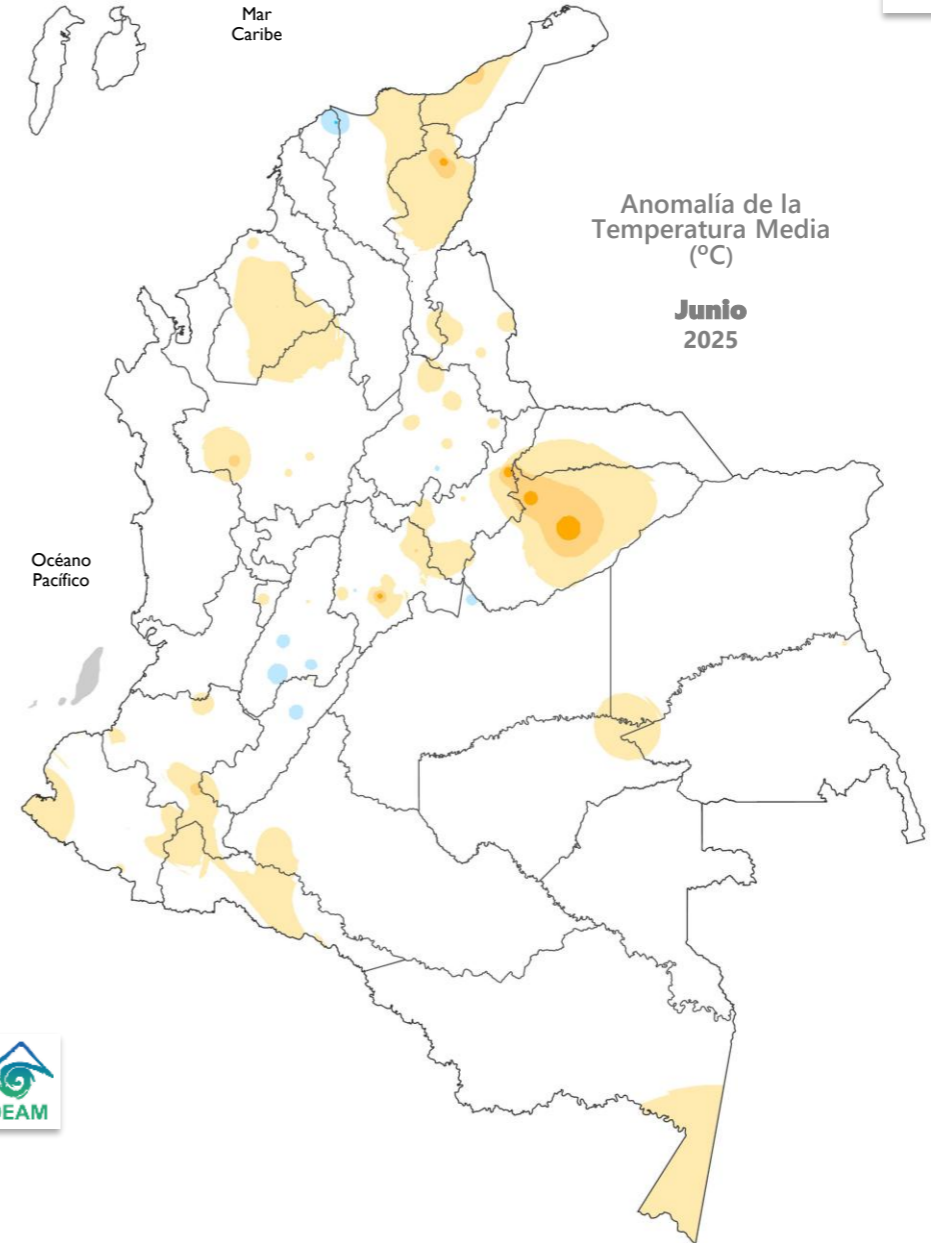 Mar
Caribe
Anomalía de la
Temperatura Media
(ºC)
Junio
2025
Océano
Pacífico
DEAM